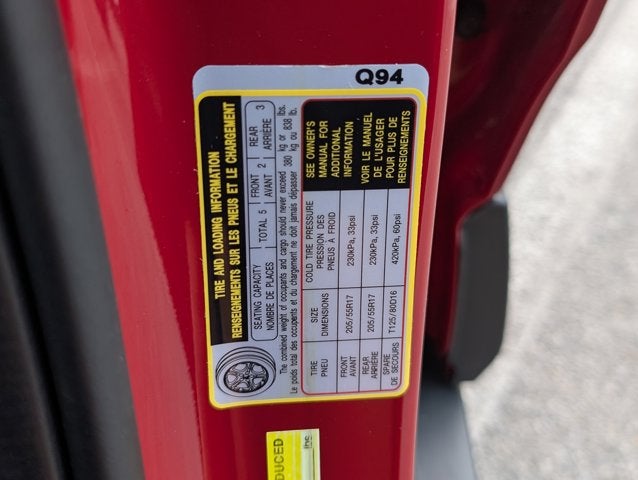 Q94
TIRE AND LOADING INFORMATION
RENSEIGNEMENTS SUR LES PNEUS ET LE CHARGEMENT
SEATING CAPACITY
NOMBRE DE PLACES
TOTAL 5
FRONT
AVANT
2
REAR
ARRIÈRE
3
The combined weight of occupants and cargo should never exceed 380 kg or 838 lbs.
Le poids total des occupants et du chargement ne doit jamais dépasser 380 kg ou 838 lb.
TIRE
PNEU
SIZE
DIMENSIONS
COLD TIRE PRESSURE
PRESSION DES
PNEUS À FROID
FRONT
AVANT
205/55R17
230kPa, 33psi
REAR
ARRIÈRE
205/55R17
230kPa, 33psi
SPARE
DE SECOURS
T125/80D16
420kPa, 60psi
SEE OWNER'S
MANUAL FOR
ADDITIONAL
INFORMATION
VOIR LE MANUEL
DE L'USAGER
POUR PLUS DE
RENSEIGNEMENTS
DUCED
lbs